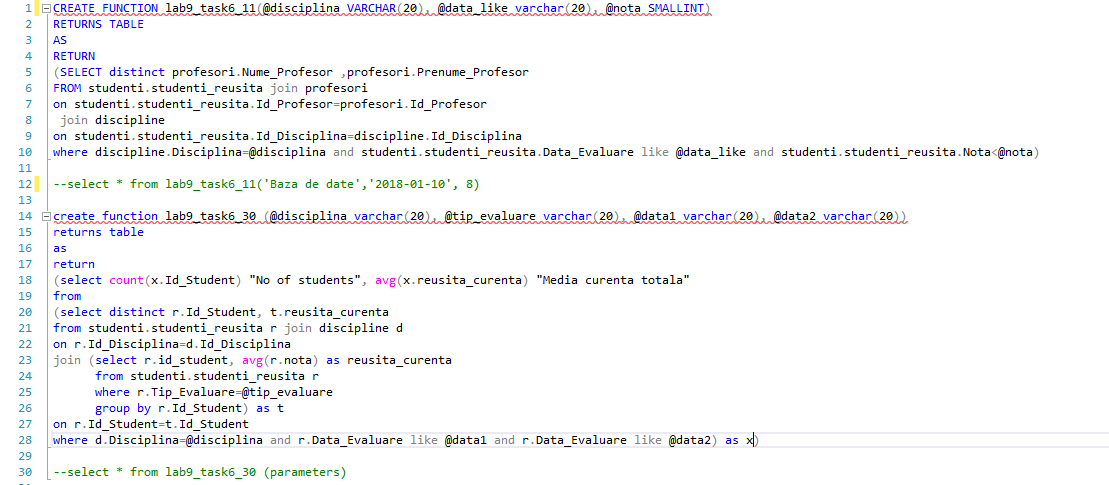 1 CREATE FUNCTION lab9_task6_11(@disciplina VARCHAR(20), @data_like varchar(20), @nota SMALLINT)
2 RETURNS TABLE
3 AS
4 RETURN
5 (SELECT distinct profesori.Nume_Profesor ,profesori.Prenume_Profesor
6 FROM studenti.studenti_reusita join profesori
7 on studenti.studenti_reusita.Id_Profesor=profesori.Id_Profesor
8 join discipline
9 on studenti.studenti_reusita.Id_Disciplina=discipline.Id_Disciplina
10 where discipline.Disciplina=@disciplina and studenti.studenti_reusita.Data_Evaluare like @data_like and studenti.studenti_reusita.Nota<@nota)
11
12 --select * from lab9_task6_11('Baza de date','2018-01-10', 8)
13
14 create function lab9_task6_30 (@disciplina varchar(20), @tip_evaluare varchar(20), @data1 varchar(20), @data2 varchar(20))
15 returns table
16 as
17 return
18 (select count(x.Id_Student) "No of students", avg(x.reusita_curenta) "Media curenta totala"
19 from
20 (select distinct r.Id_Student, t.reusita_curenta
21 from studenti.studenti_reusita r join discipline d
22 on r.Id_Disciplina=d.Id_Disciplina
23 join (select r.id_student, avg(r.nota) as reusita_curenta
24 from studenti.studenti_reusita r
25 where r.Tip_Evaluare=@tip_evaluare
26 group by r.Id_Student) as t
27 on r.Id_Student=t.Id_Student
28 where d.Disciplina=@disciplina and r.Data_Evaluare like @data1 and r.Data_Evaluare like @data2) as x)
29
30 --select * from lab9_task6_30 (parameters)